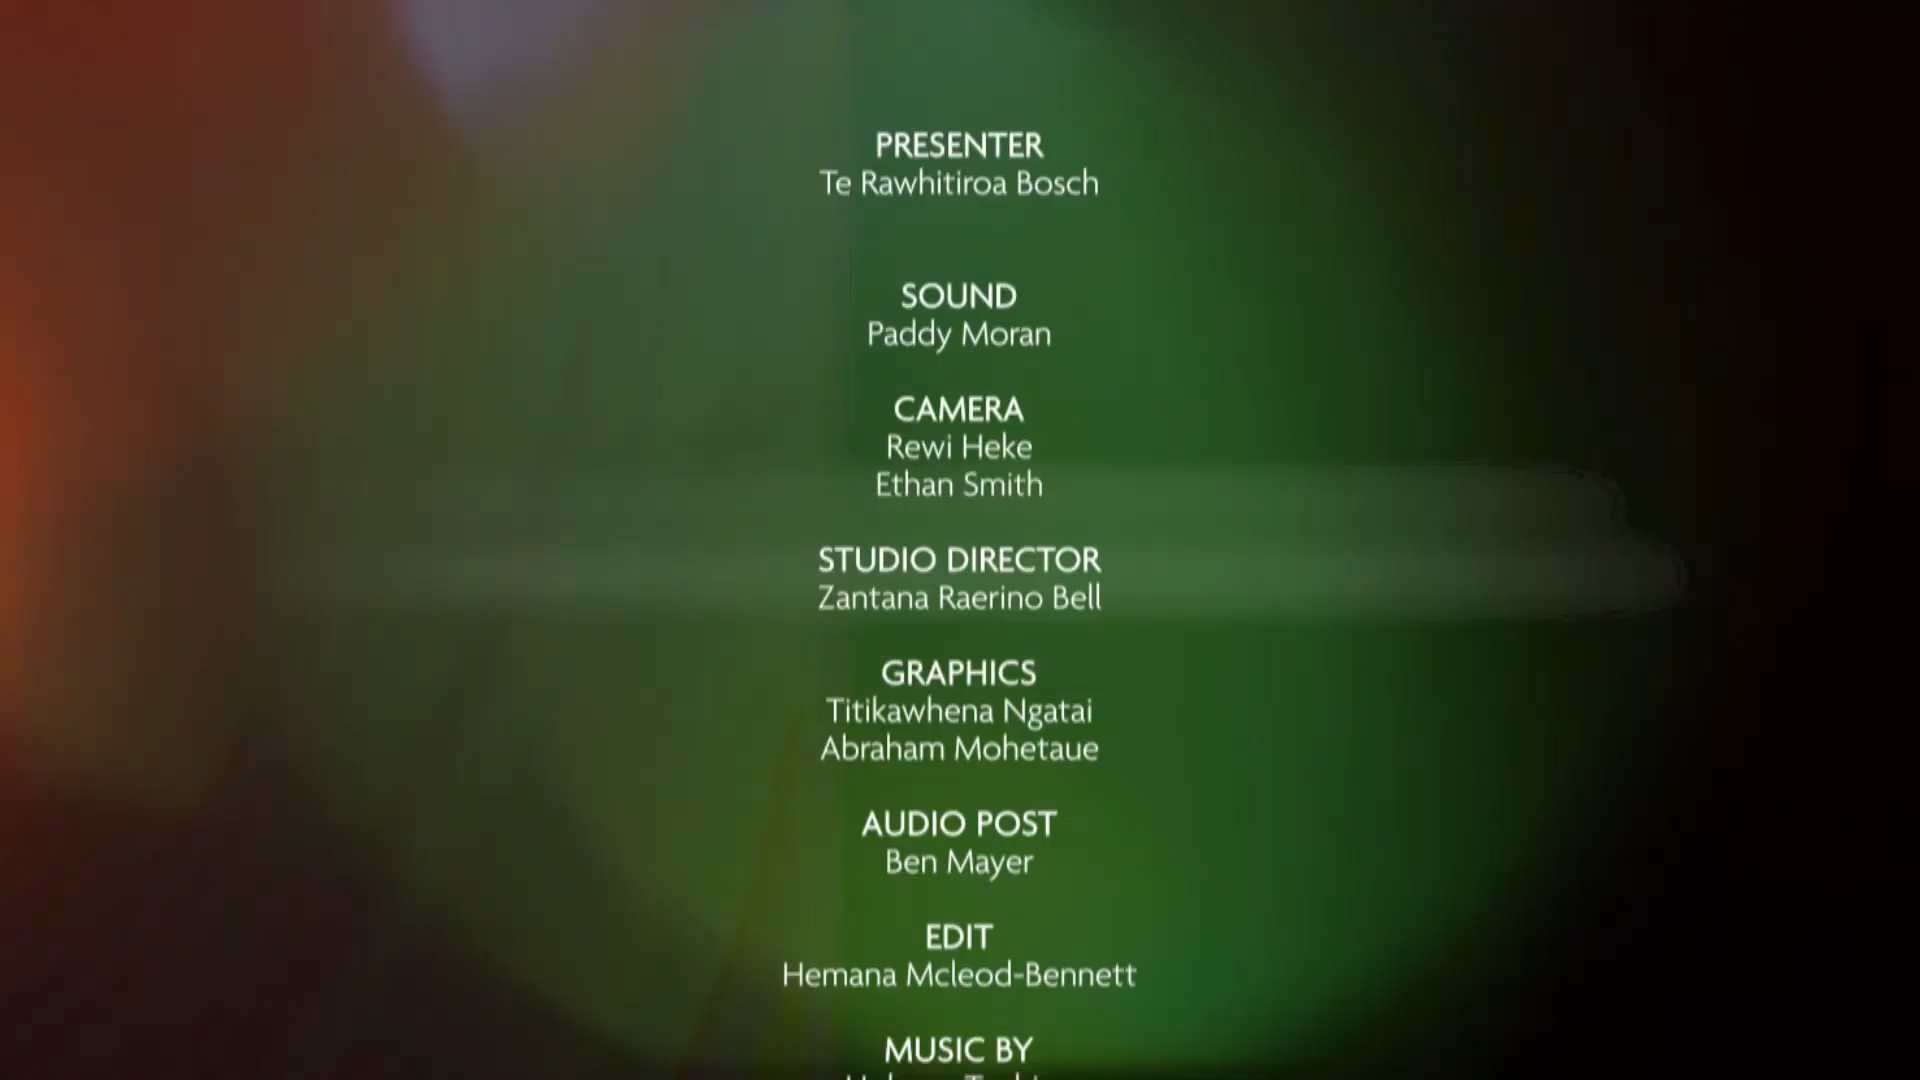 PRESENTER
Te Rawhitiroa Bosch
SOUND
Paddy Moran
CAMERA
Rewi Heke
Ethan Smith
STUDIO DIRECTOR
Zantana Raerino Bell
GRAPHICS
Titikawhena Ngatai
Abraham Mohetaue
AUDIO POST
Ben Mayer
EDIT
Hemana Mcleod-Bennett
MUSIC BY